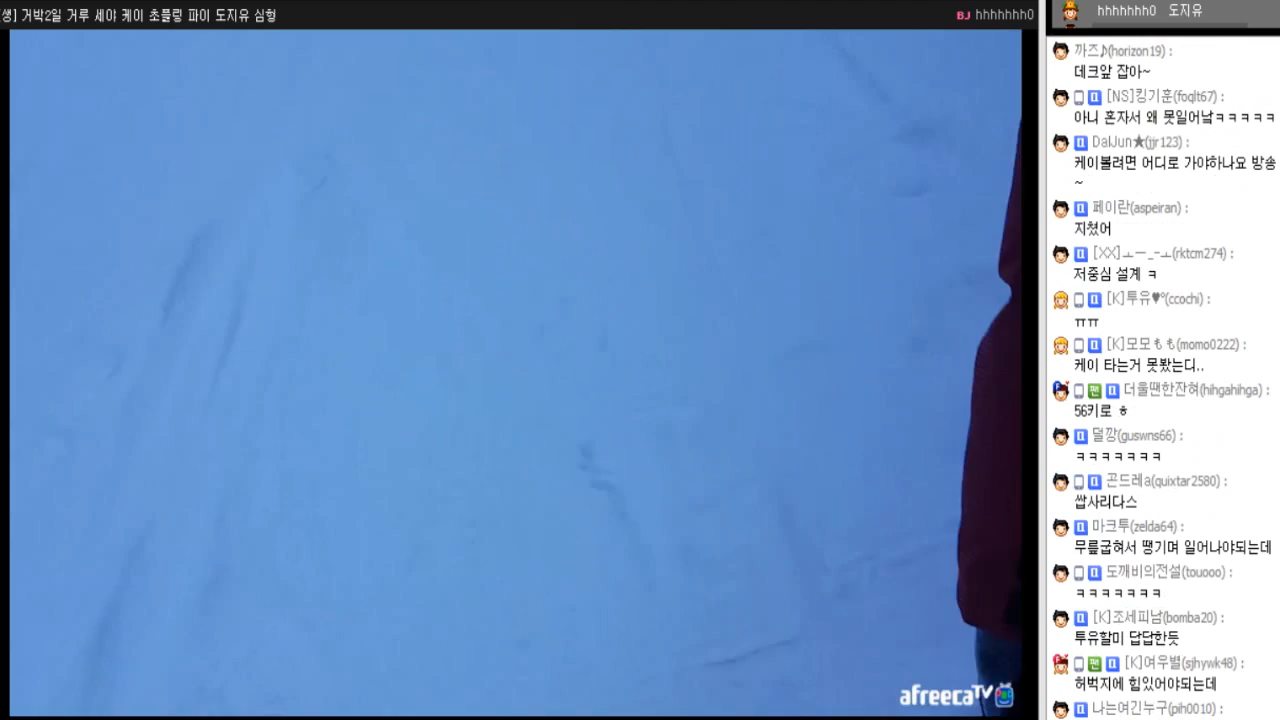 생] 거박2일 거루 세야 케이 초플링 파이 도지유 심형
BJ hhhhhhh0
hhhhhhh0 도지유
까즈♪(horizon19) :
데크앞 잡아~
[NS]킹기훈(foqlt67) :
아니 혼자서 왜 못일어낰ㅋㅋㅋㅋㅋ
DalJun★(jjr123) :
케이볼려면 어디로 가야하나요 방송
~
페이란(aspeiran) :
지쳤어
[XX]ㅗㅡ_-ㅗ(rktcm274) :
저중심 설계 ㅋ
[K]투유♥º(ccochi) :
ㅠㅠ
[K]모모もも(momo0222) :
케이 타는거 못봤는디..
더울땐한잔혀(hihgahihga) :
56키로 ㅎ
덜깡(guswns66) :
ㅋㅋㅋㅋㅋㅋㅋ
곤드레a(quixtar2580) :
쌉사리다스
마크투(zelda64) :
무릎굽혀서 땡기며 일어나야되는데
도깨비의전설(touooo) :
ㅋㅋㅋㅋㅋㅋㅋ
[K]조세피남(bomba20) :
투유할미 답답한듯
[K]여우별(sjhywk48) :
허벅지에 힘있어야되는데
나는여긴누구(pih0010) :
afreecaTV